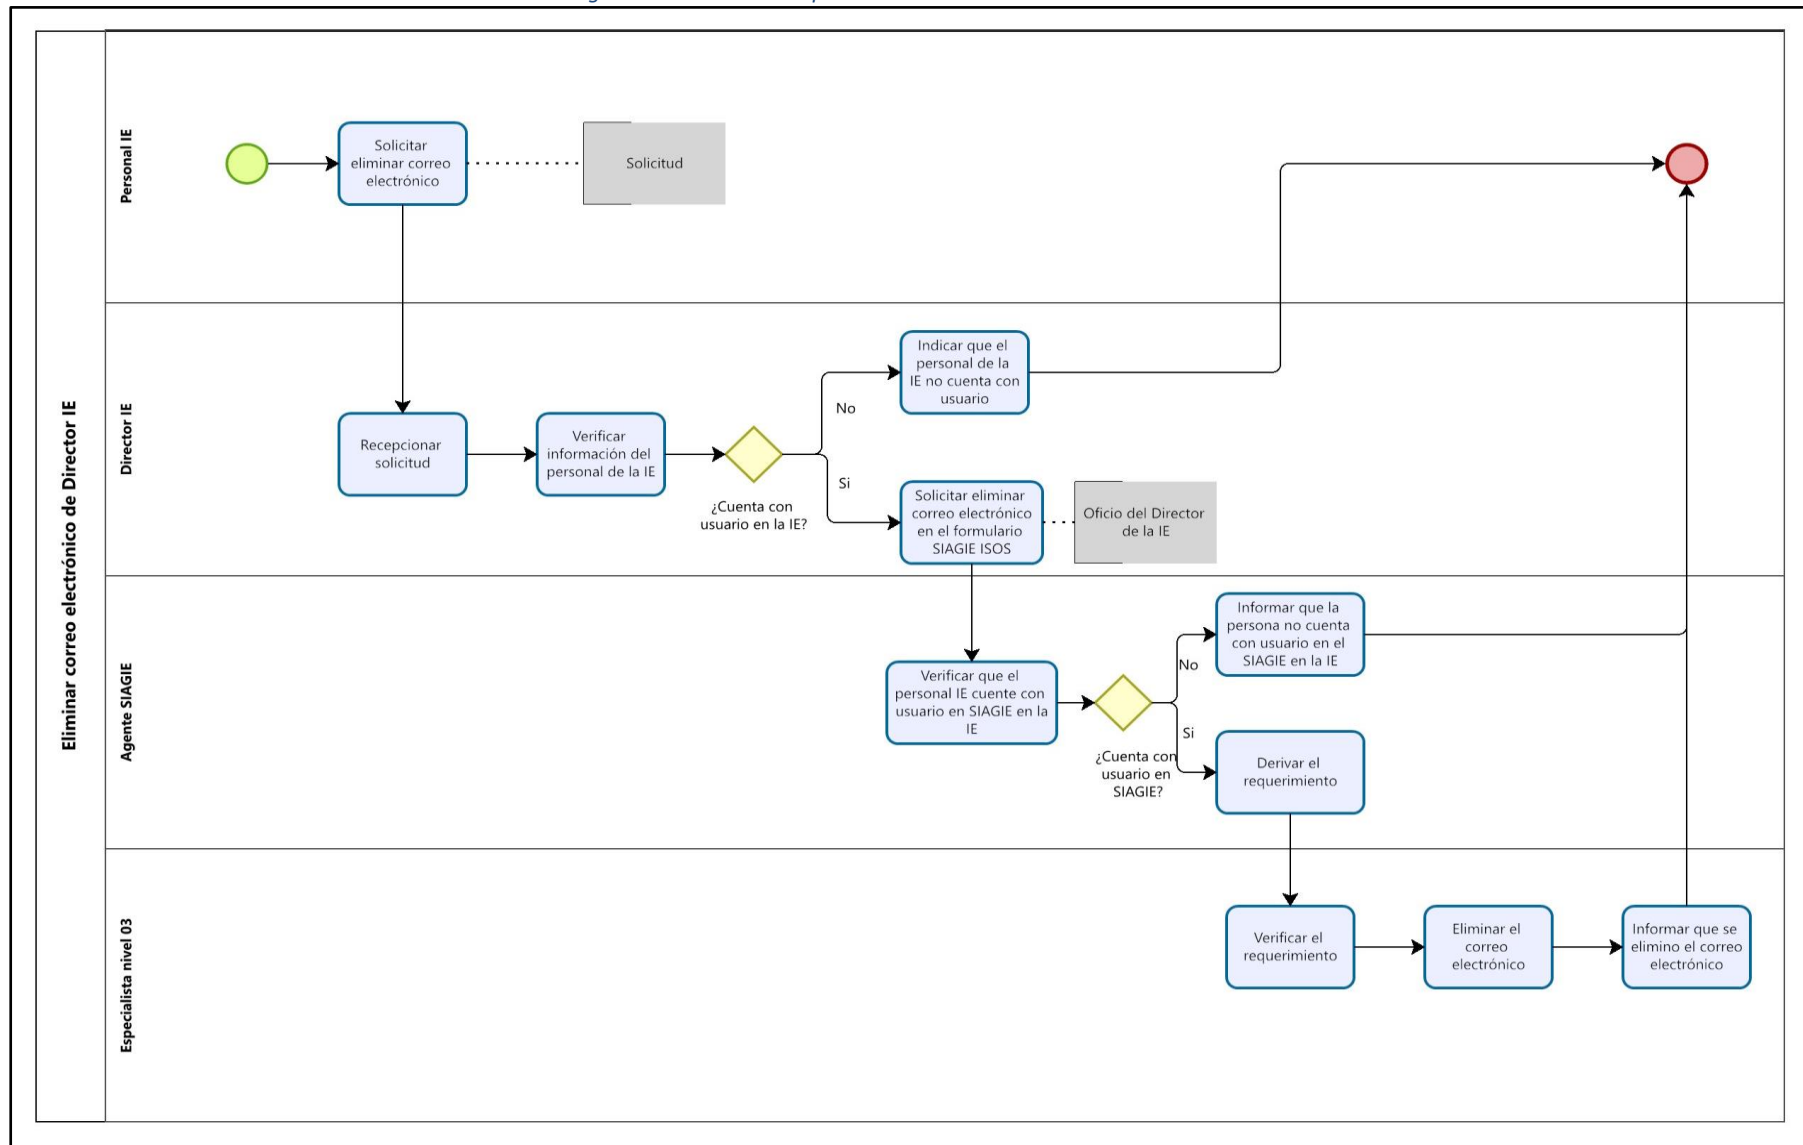 Eliminar correo electrónico de Director IE
Personal IE
Solicitar
eliminar correo
electrónico
Solicitud
Director IE
Recepcionar
solicitud
Verificar
información del
personal de la IE
¿Cuenta con
usuario en la IE?
No
Indicar que el
personal de la
IE no cuenta con
usuario
Si
Solicitar eliminar
correo electrónico
en el formulario
SIAGIE ISOS
Oficio del Director
de la IE
Agente SIAGIE
Verificar que el
personal IE cuente con
usuario en SIAGIE en la
IE
¿Cuenta con
usuario en
SIAGIE?
No
Informar que la
persona no cuenta
con usuario en el
SIAGIE en la IE
Si
Derivar el
requerimiento
Especialista nivel 03
Verificar el
requerimiento
Eliminar el
correo
electrónico
Informar que se
elimino el correo
electrónico